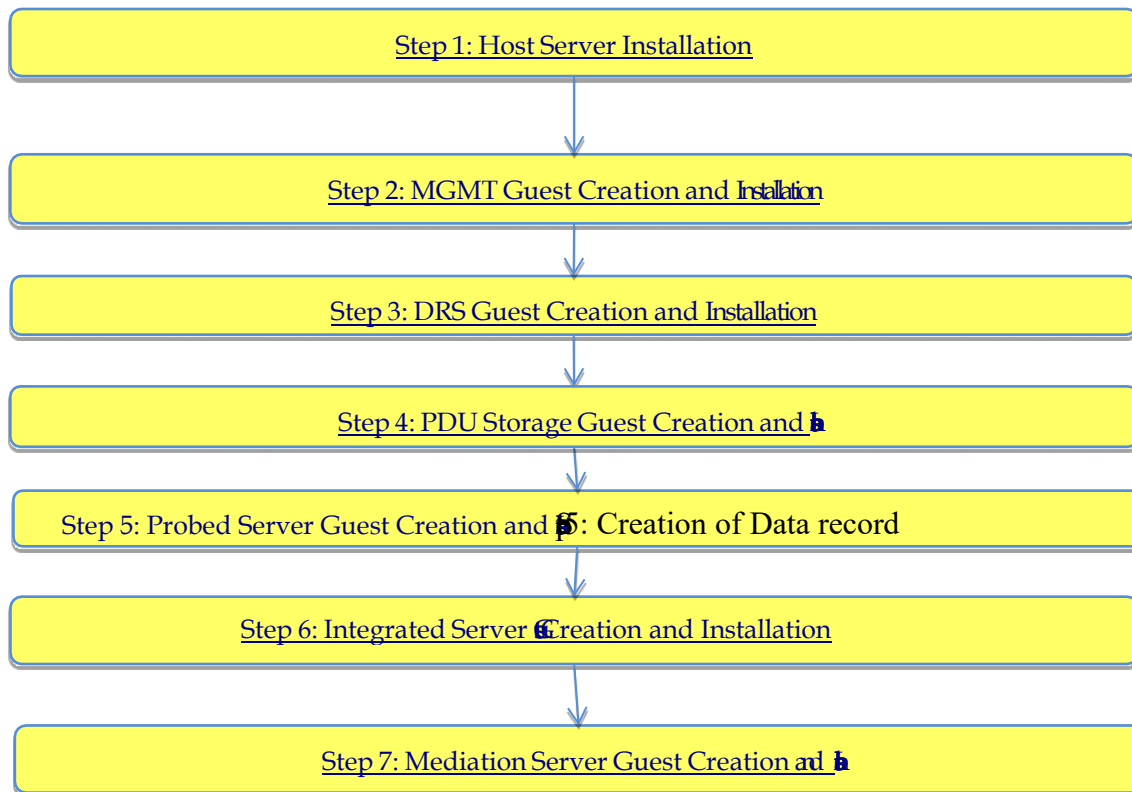 Step 1: Host Server Installation
Step 2: MGMT Guest Creation and Installation
Step 3: DRS Guest Creation and Installation
Step 4: PDU Storage Guest Creation and
Step 5: Probed Server Guest Creation and 5: Creation of Data record
Step 6: Integrated Server Creation and Installation
Step 7: Mediation Server Guest Creation and